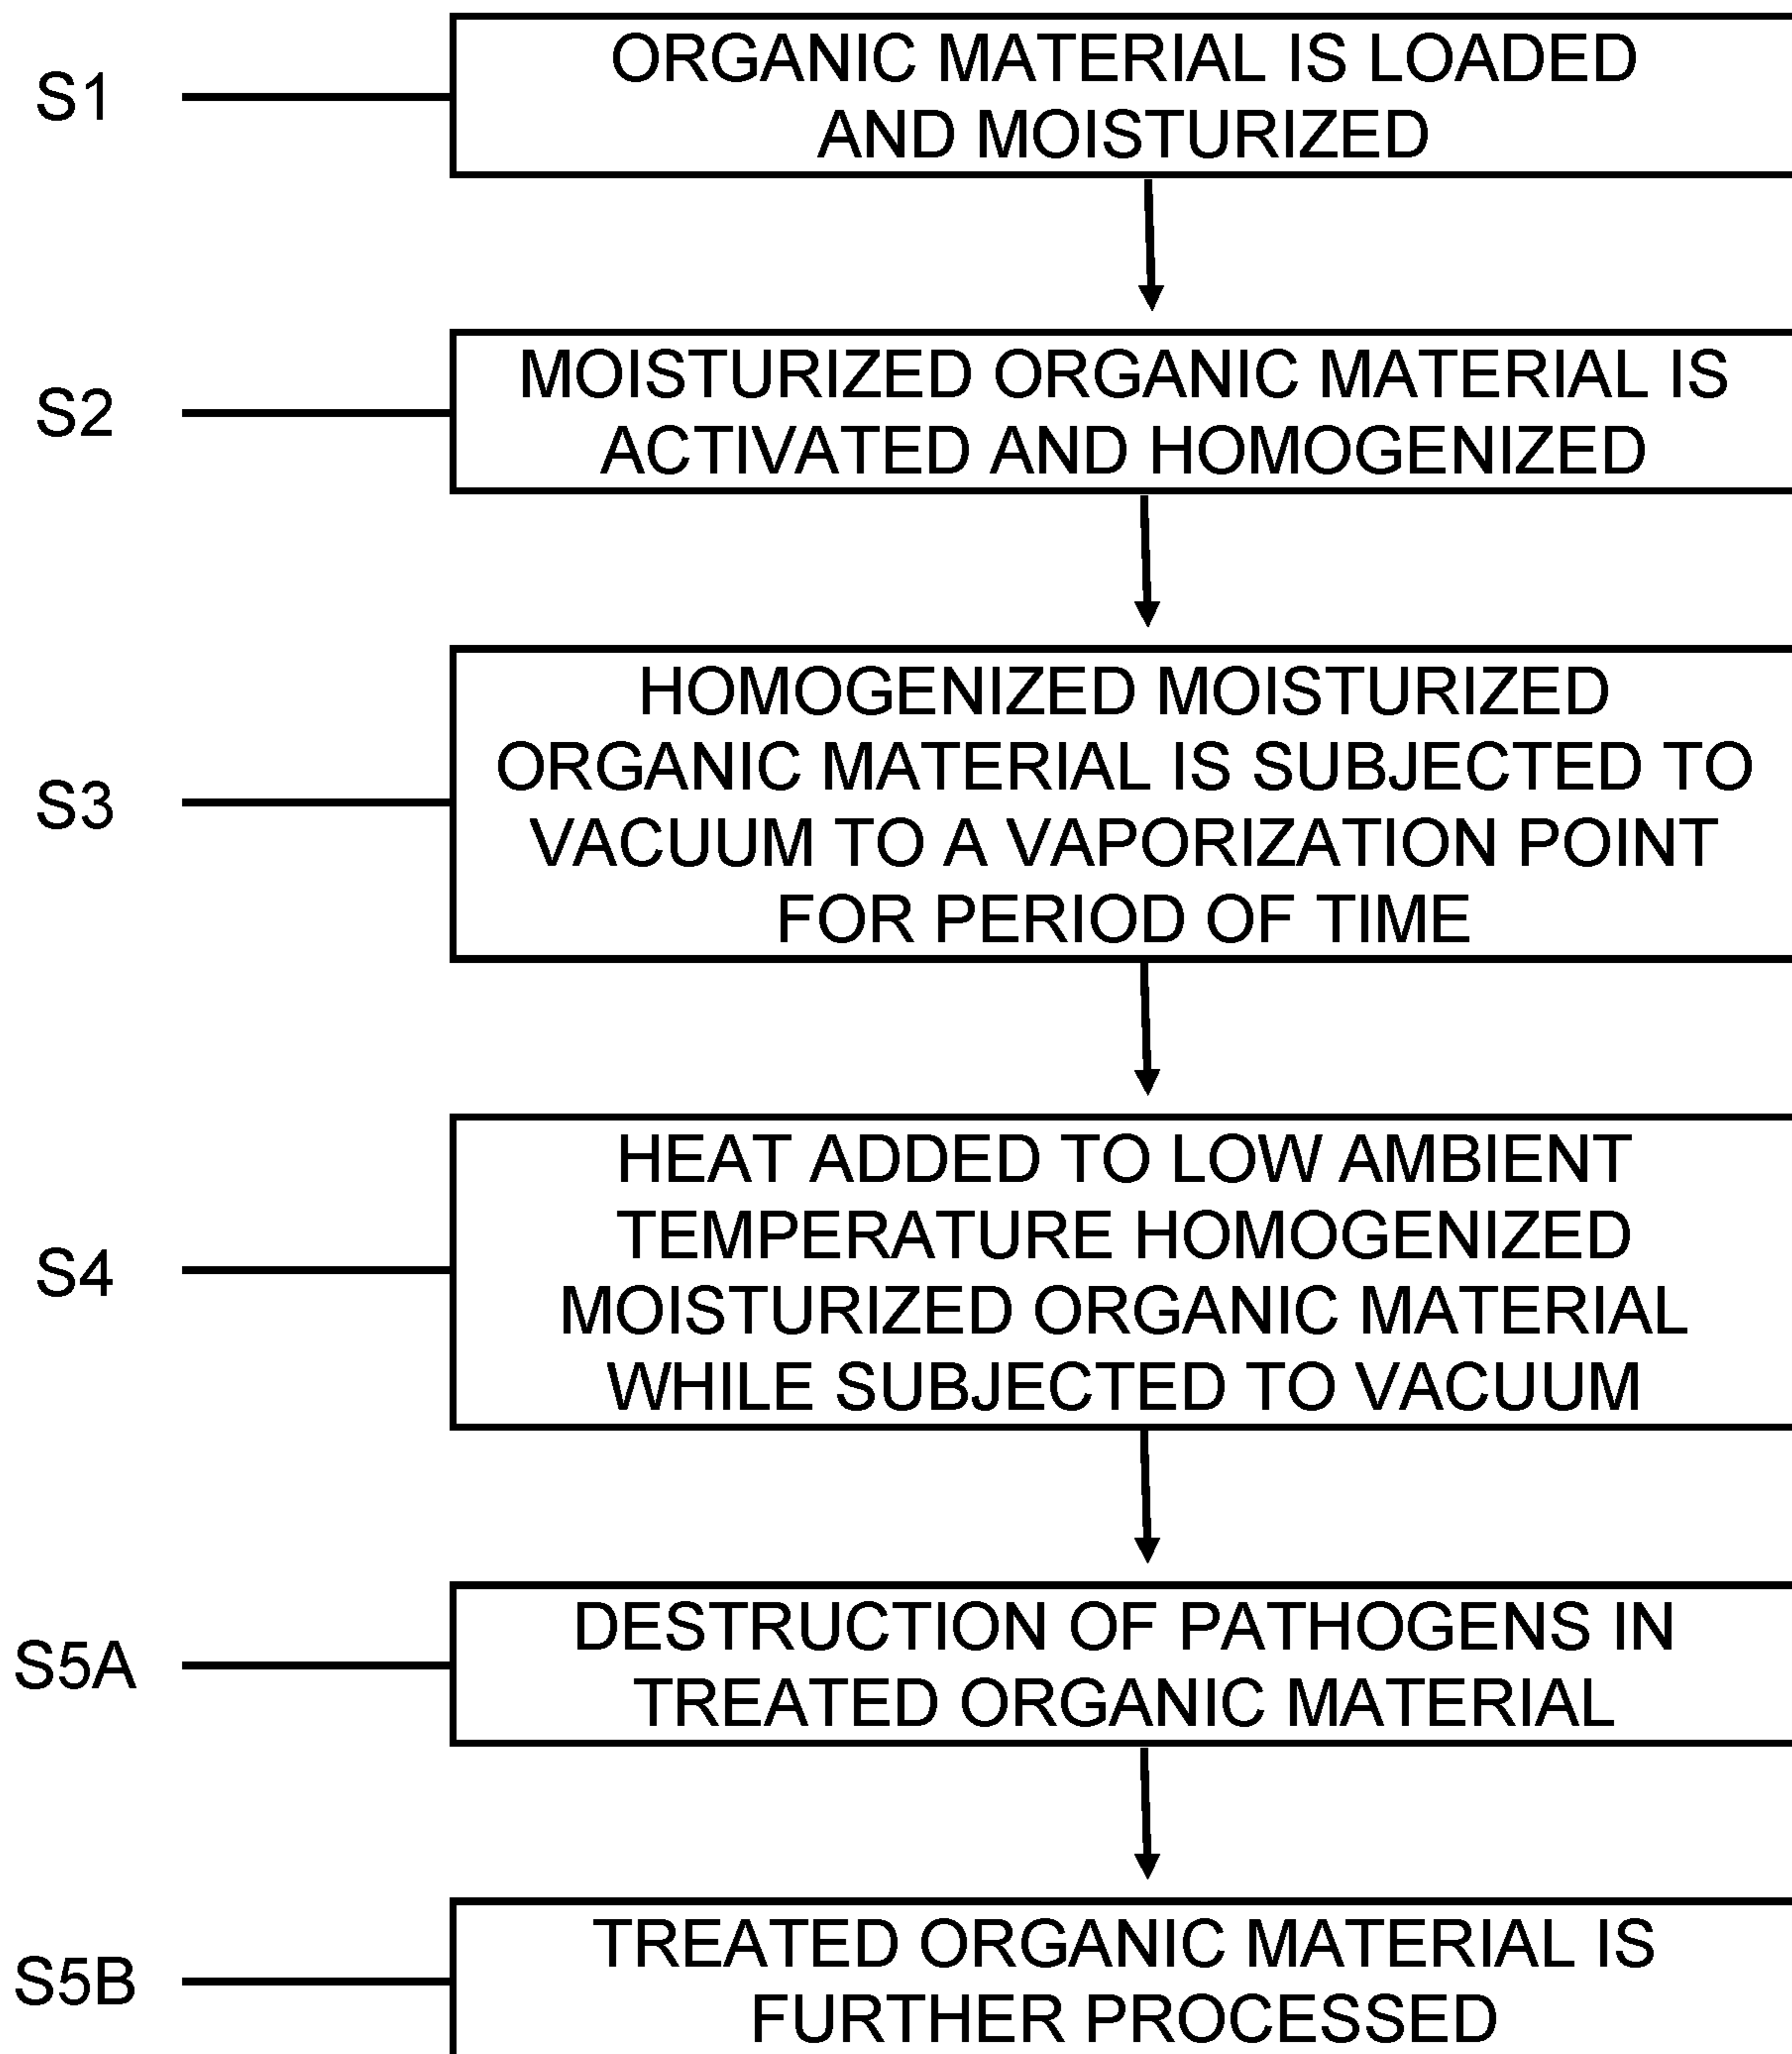 S1
ORGANIC MATERIAL IS LOADED
AND MOISTURIZED
S2
MOISTURIZED ORGANIC MATERIAL IS
ACTIVATED AND HOMOGENIZED
S3
HOMOGENIZED MOISTURIZED
ORGANIC MATERIAL IS SUBJECTED TO
VACUUM TO A VAPORIZATION POINT
FOR PERIOD OF TIME
S4
HEAT ADDED TO LOW AMBIENT
TEMPERATURE HOMOGENIZED
MOISTURIZED ORGANIC MATERIAL
WHILE SUBJECTED TO VACUUM
S5A
DESTRUCTION OF PATHOGENS IN
TREATED ORGANIC MATERIAL
S5B
TREATED ORGANIC MATERIAL IS
FURTHER PROCESSED